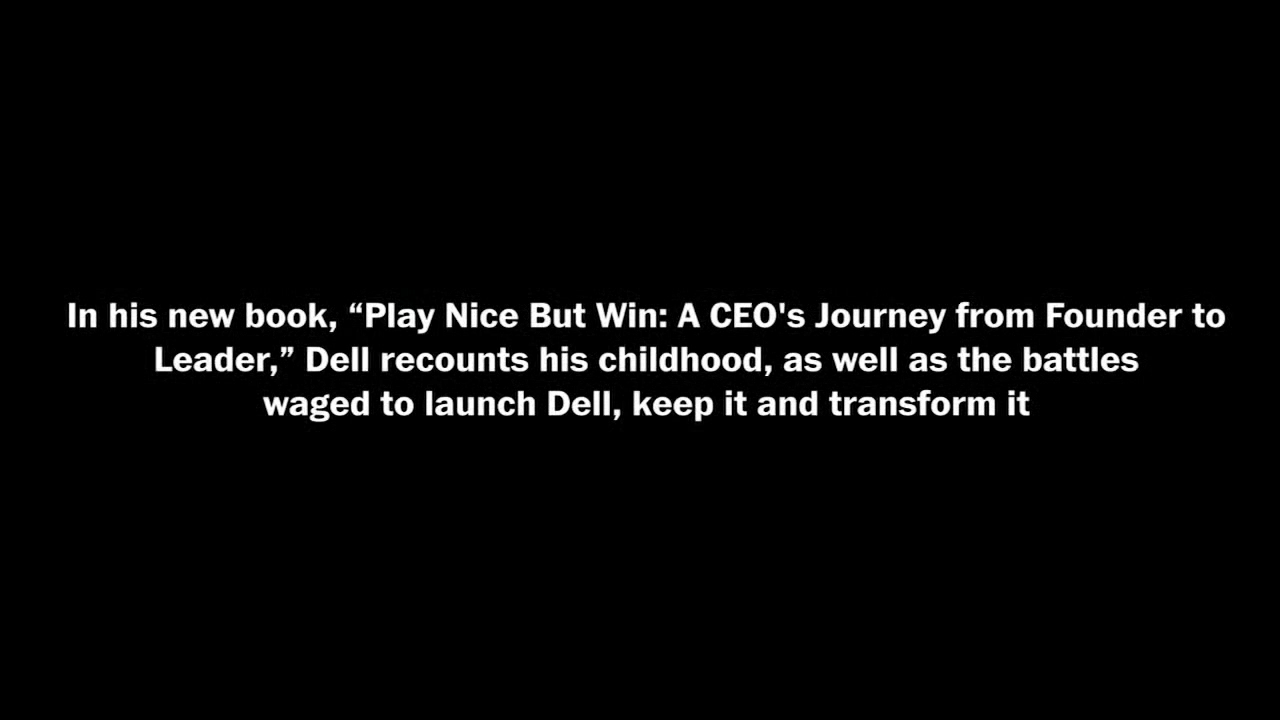 In his new book, “Play Nice But Win: A CEO's Journey from Founder to
Leader,” Dell recounts his childhood, as well as the battles
waged to launch Dell, keep it and transform it